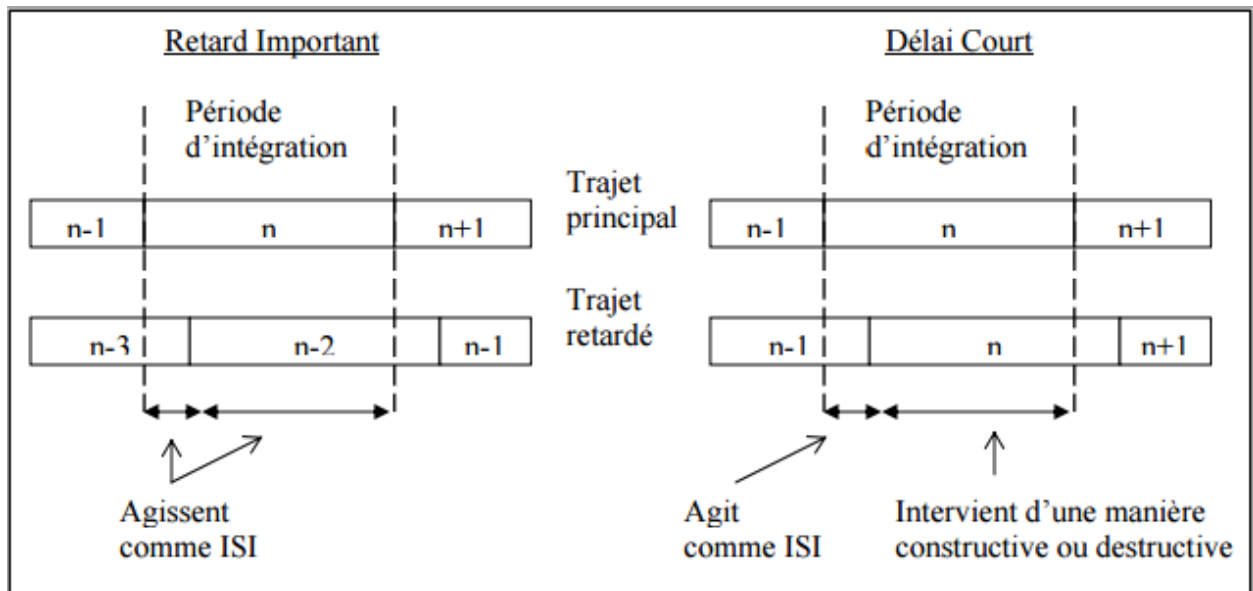 Retard Important
Délai Court
Période
d’intégration
Période
d’intégration
Trajet
principal
n-1 n n+1
n-1 n n+1
Trajet
retardé
n-3 n-2 n-1
n-1 n n+1
Agissent
comme ISI
Agit
comme ISI
Intervient d’une manière
constructive ou destructive